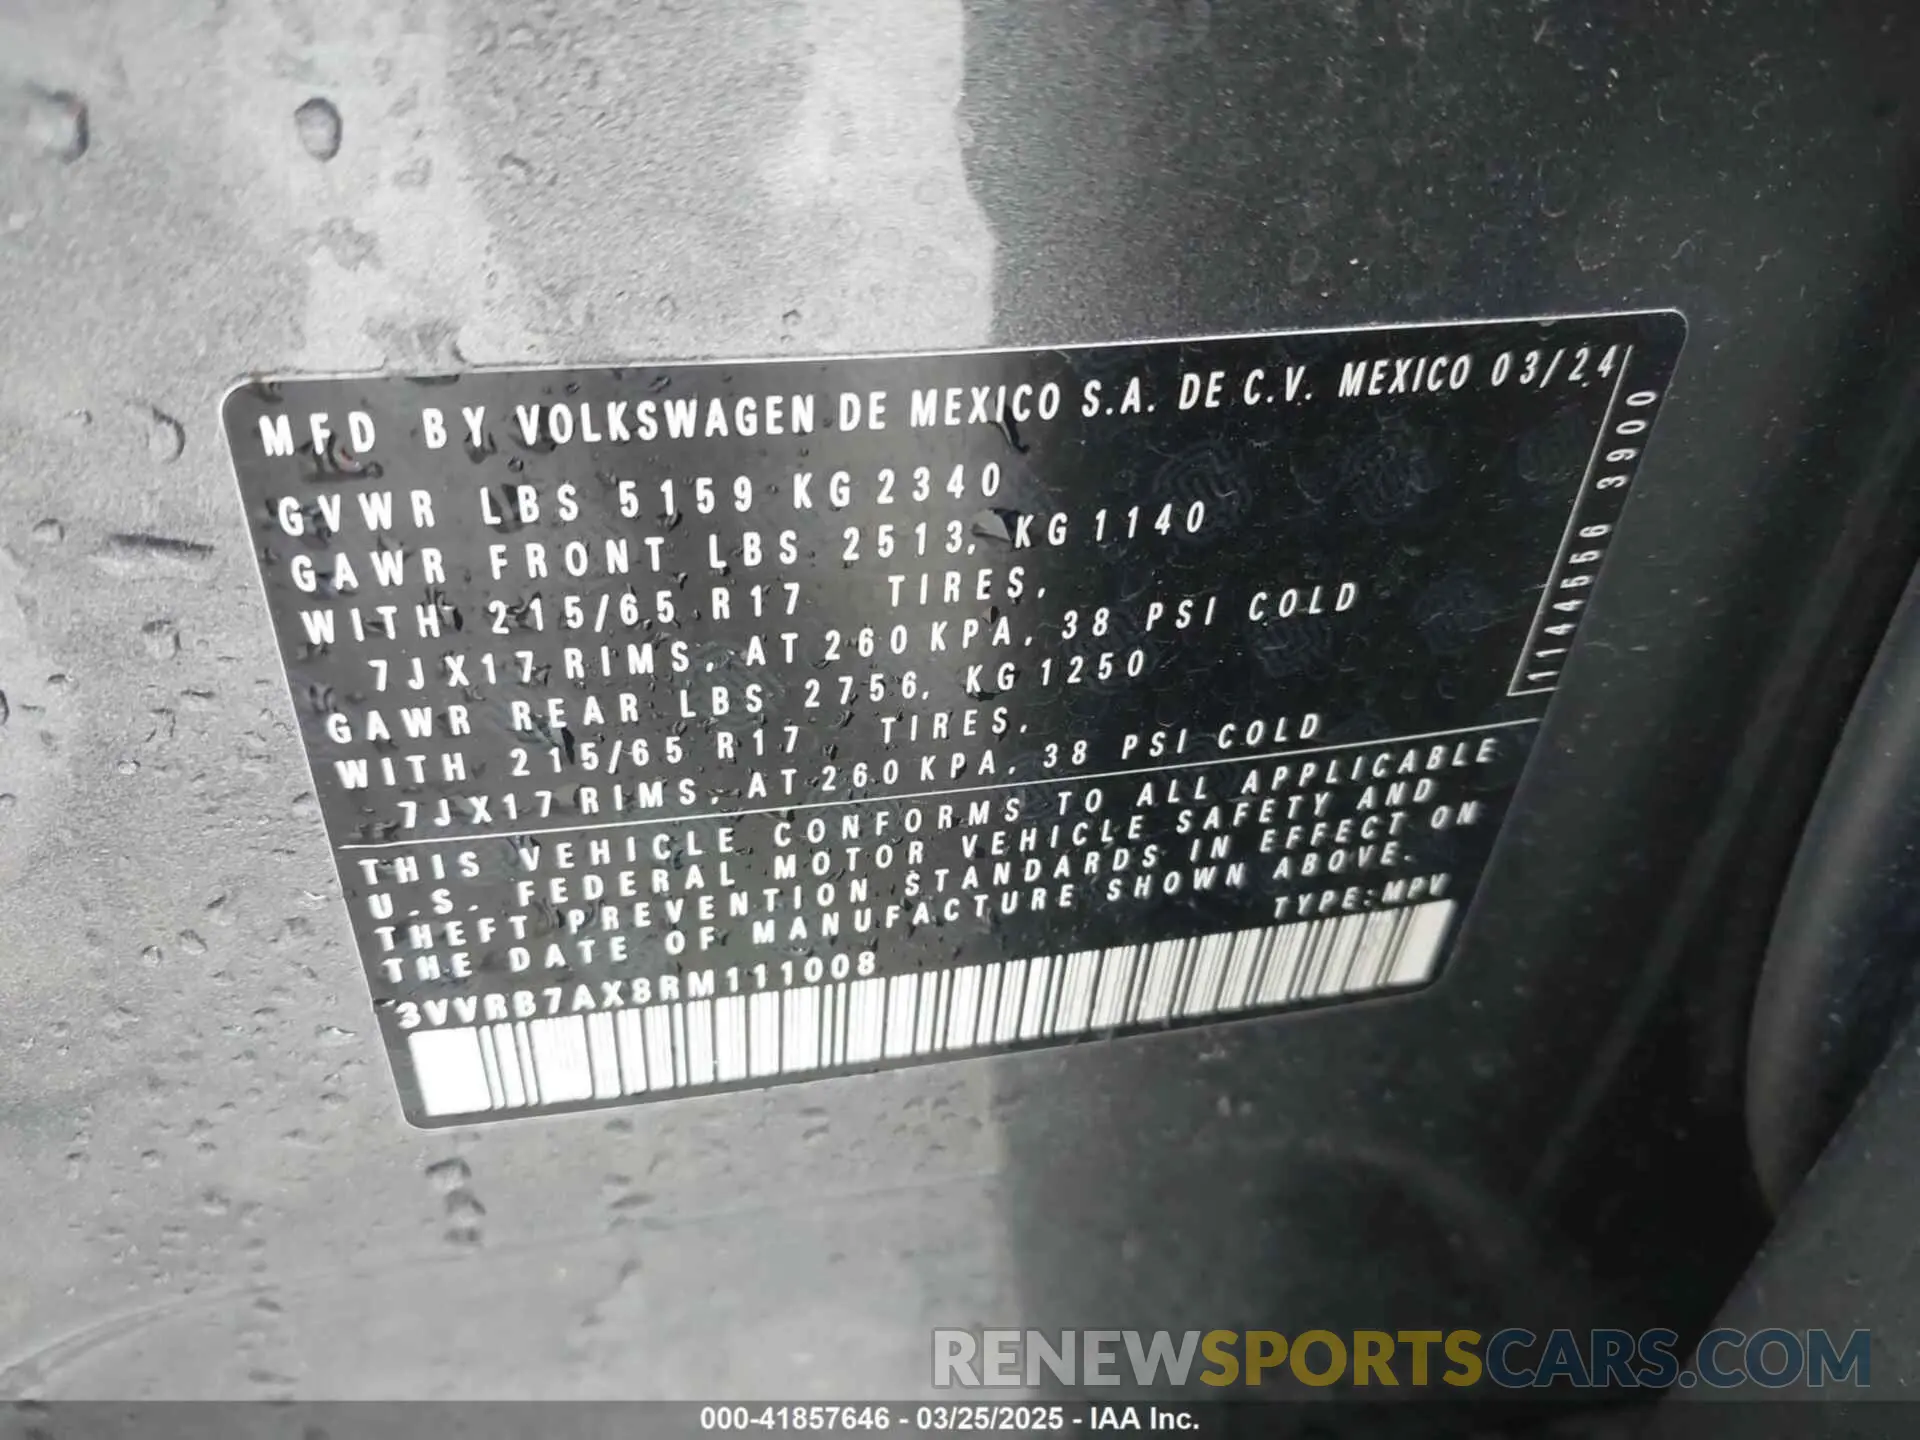 MFD BY VOLKSWAGEN DE MEXICO S.A. DE C.V. MEXICO 03/24
GVWR LBS 5159 KG 2340
GAWR FRONT LBS 2513, KG 1140
WITH 215/65 R17 TIRES,
7JX17 RIMS, AT 260 KPA, 38 PSI COLD
GAWR REAR LBS 2756, KG 1250
WITH 215/65 R17 TIRES,
7JX17 RIMS, AT 260 KPA, 38 PSI COLD
3900
THIS VEHICLE CONFORMS TO ALL APPLICABLE
U.S. FEDERAL MOTOR VEHICLE SAFETY AND
THEFT PREVENTION STANDARDS IN EFFECT ON
THE DATE OF MANUFACTURE SHOWN ABOVE.
TYPE: MPV
3VVRB7AX8RM111008
RENEWSPORTSCARS.COM
000-41857646 - 03/25/2025 - IAA Inc.